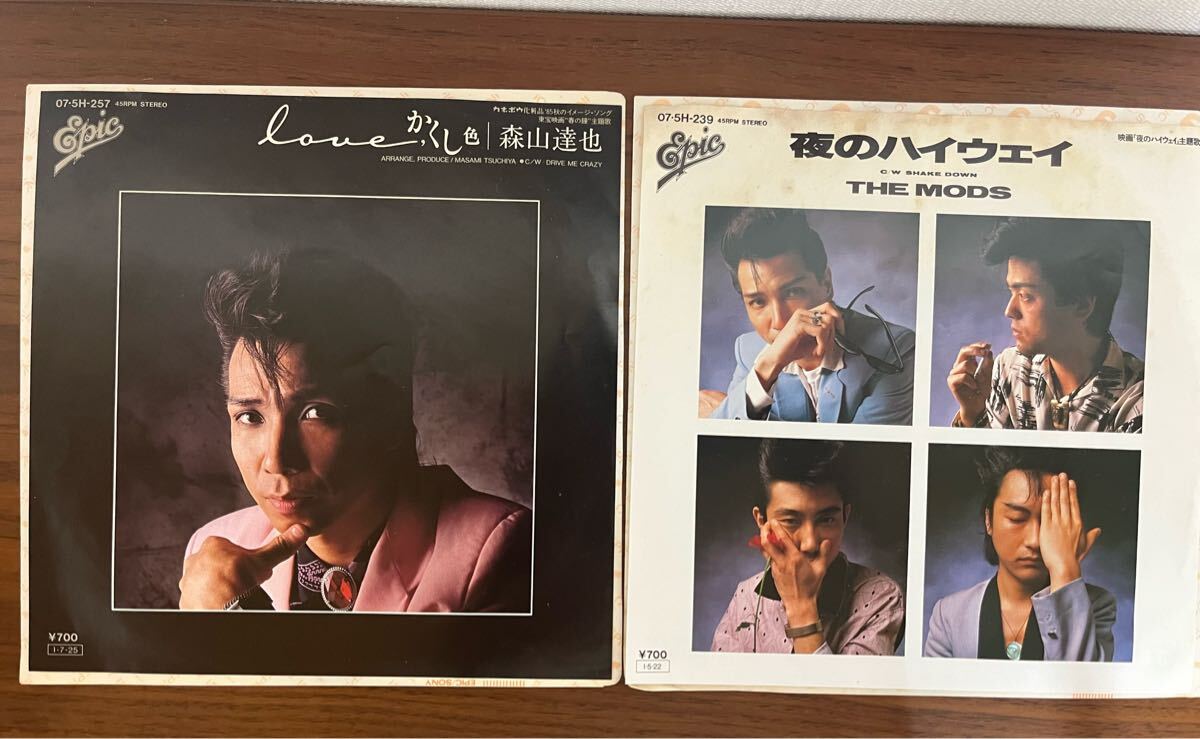 07・5H-257 45RPM STEREO
Epic
love,かくし色 | 森山達也
カネボウ化粧品'85秋のイメージ・ソング
東宝映画"春の鐘"主題歌
ARRANGE, PRODUCE/MASAMI TSUCHIYA ●C/W・DRIVE ME CRAZY
¥700
I・7・25
EPIC/SONY
07・5H-239 45RPM STEREO
Epic
夜のハイウェイ
映画「夜のハイウェイ」主題歌
C/W SHAKE DOWN
THE MODS
¥700
I・5・22